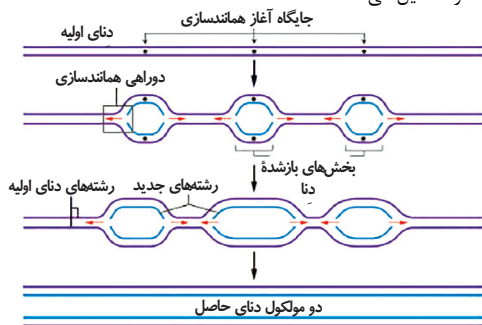 جایگاه آغاز همانندسازی
دنای اولیه
دوراهی همانندسازی
بخش‌های بازشدهٔ
دنا
رشته‌های جدید
رشته‌های دنای اولیه
دو مولکول دنای حاصل